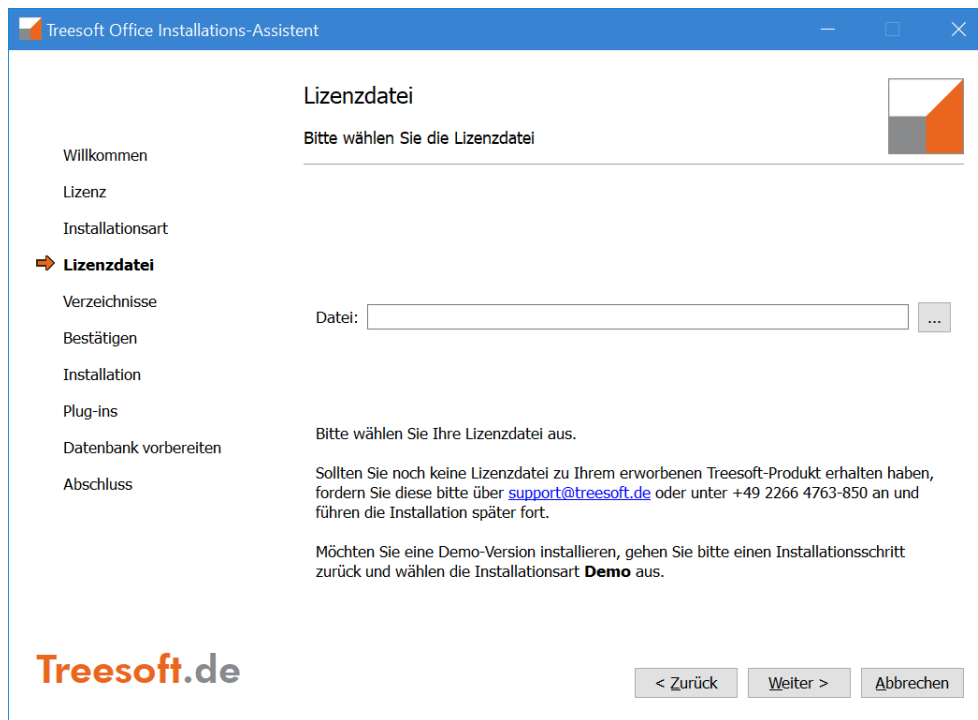 Treesoft Office Installations-Assistent
Lizenzdatei
Bitte wählen Sie die Lizenzdatei
Willkommen
Lizenz
Installationsart
Lizenzdatei
Verzeichnisse
Bestätigen
Installation
Plug-ins
Datenbank vorbereiten
Abschluss
Datei:
...
Bitte wählen Sie Ihre Lizenzdatei aus.
Sollten Sie noch keine Lizenzdatei zu Ihrem erworbenen Treesoft-Produkt erhalten haben,
fordern Sie diese bitte über support@treesoft.de oder unter +49 2266 4763-850 an und
führen die Installation später fort.
Möchten Sie eine Demo-Version installieren, gehen Sie bitte einen Installationsschritt
zurück und wählen die Installationsart Demo aus.
Treesoft.de
< Zurück
Weiter >
Abbrechen